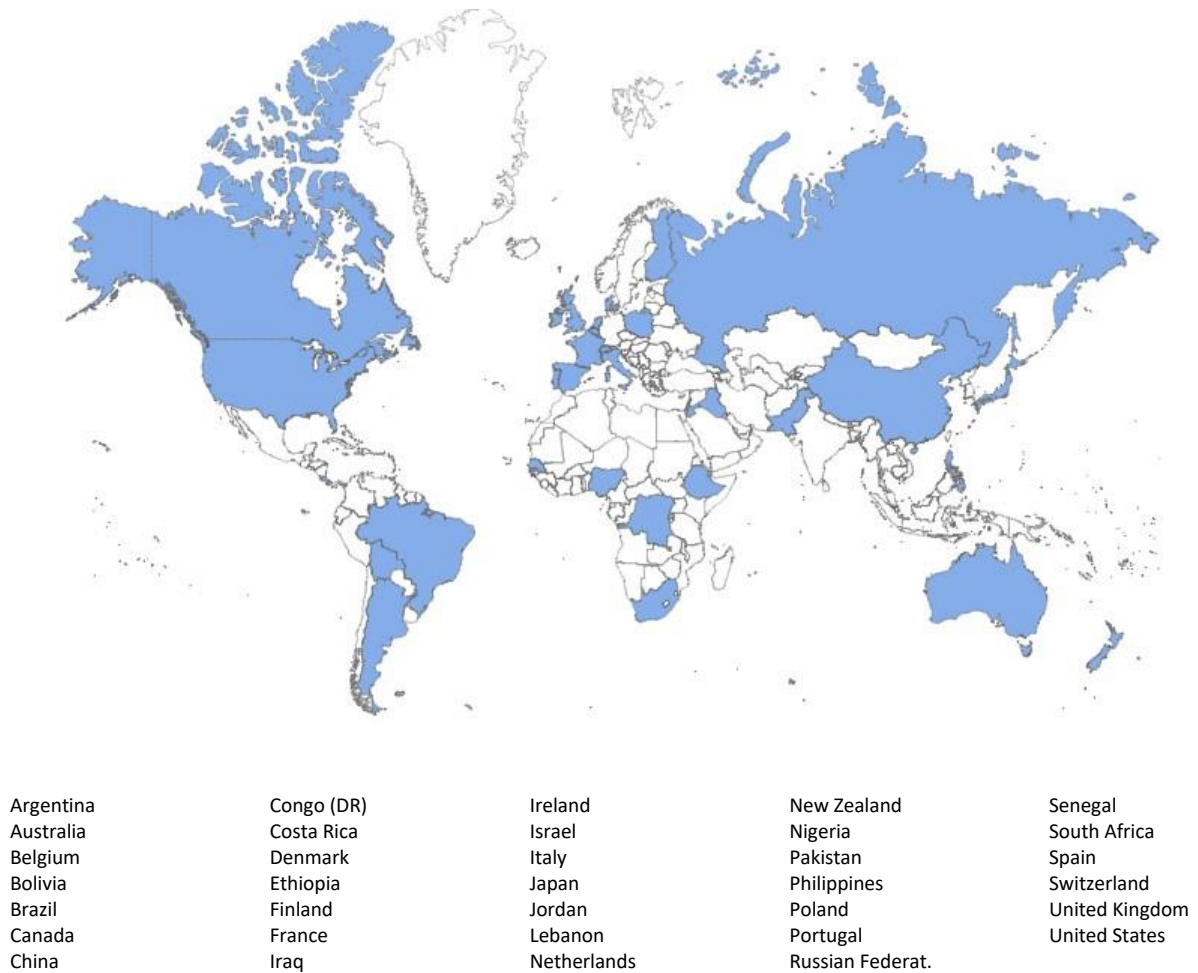 Argentina
Australia
Belgium
Bolivia
Brazil
Canada
China
Congo (DR)
Costa Rica
Denmark
Ethiopia
Finland
France
Iraq
Ireland
Israel
Italy
Japan
Jordan
Lebanon
Netherlands
New Zealand
Nigeria
Pakistan
Philippines
Poland
Portugal
Russian Federat.
Senegal
South Africa
Spain
Switzerland
United Kingdom
United States